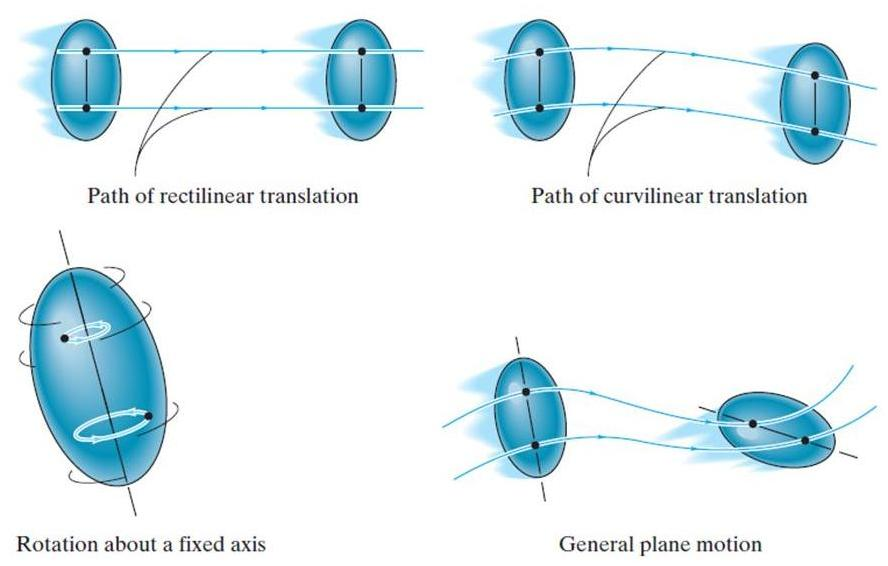 Path of rectilinear translation
Path of curvilinear translation
Rotation about a fixed axis
General plane motion